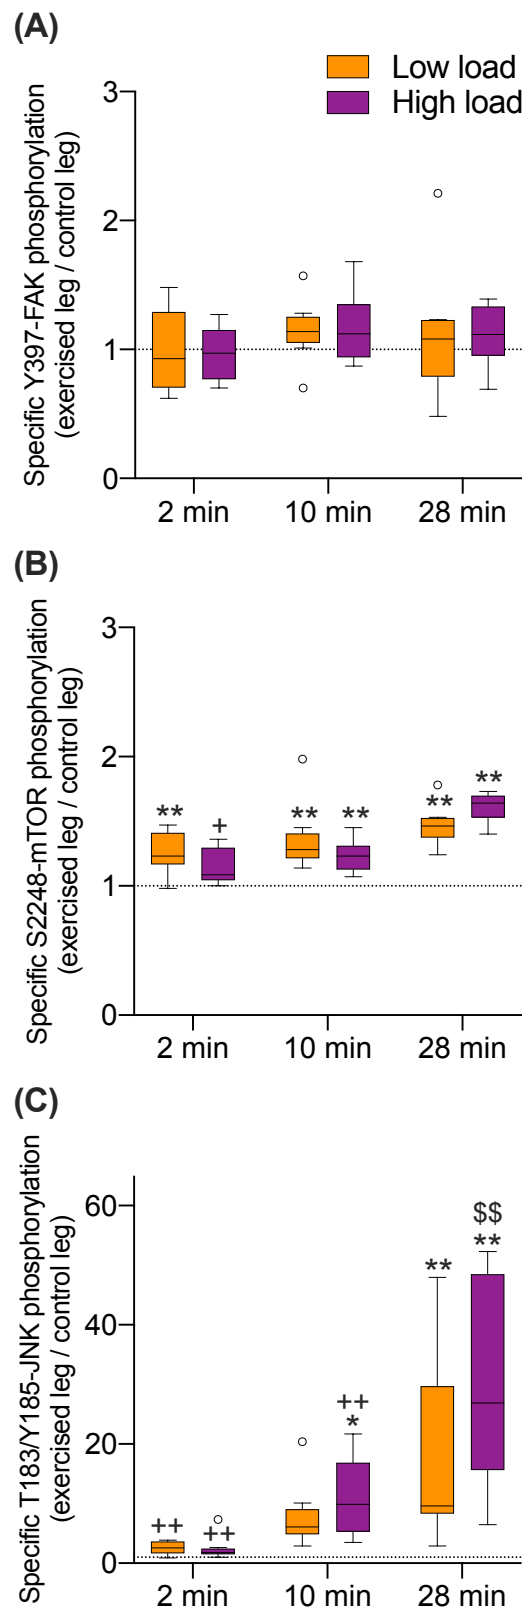 (A)
Low load
High load
Specific Y397-FAK phosphorylation
(exercised leg / control leg)
3
2
1
0
2 min 10 min 28 min
(B)
Specific S2248-mTOR phosphorylation
(exercised leg / control leg)
3
2
1
0
** + ** ** ** **
2 min 10 min 28 min
(C)
Specific T183/Y185-JNK phosphorylation
(exercised leg / control leg)
60
40
20
0
++ ++ ++ * ** $$ **
2 min 10 min 28 min